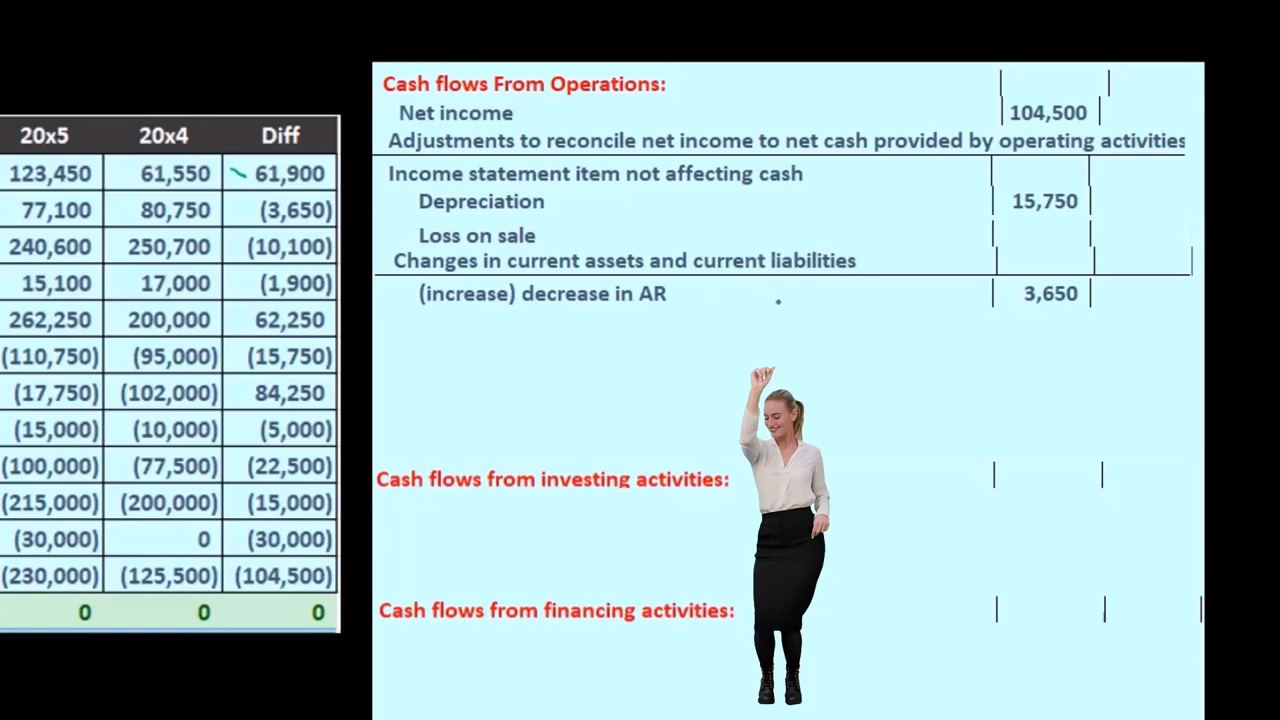 20x5 20x4 Diff
123,450 61,550 61,900
77,100 80,750 (3,650)
240,600 250,700 (10,100)
15,100 17,000 (1,900)
262,250 200,000 62,250
(110,750) (95,000) (15,750)
(17,750) (102,000) 84,250
(15,000) (10,000) (5,000)
(100,000) (77,500) (22,500)
(215,000) (200,000) (15,000)
(30,000) 0 (30,000)
(230,000) (125,500) (104,500)
0 0 0
Cash flows From Operations:
Net income 104,500
Adjustments to reconcile net income to net cash provided by operating activities
Income statement item not affecting cash
Depreciation 15,750
Loss on sale
Changes in current assets and current liabilities
(increase) decrease in AR 3,650
Cash flows from investing activities:
Cash flows from financing activities: